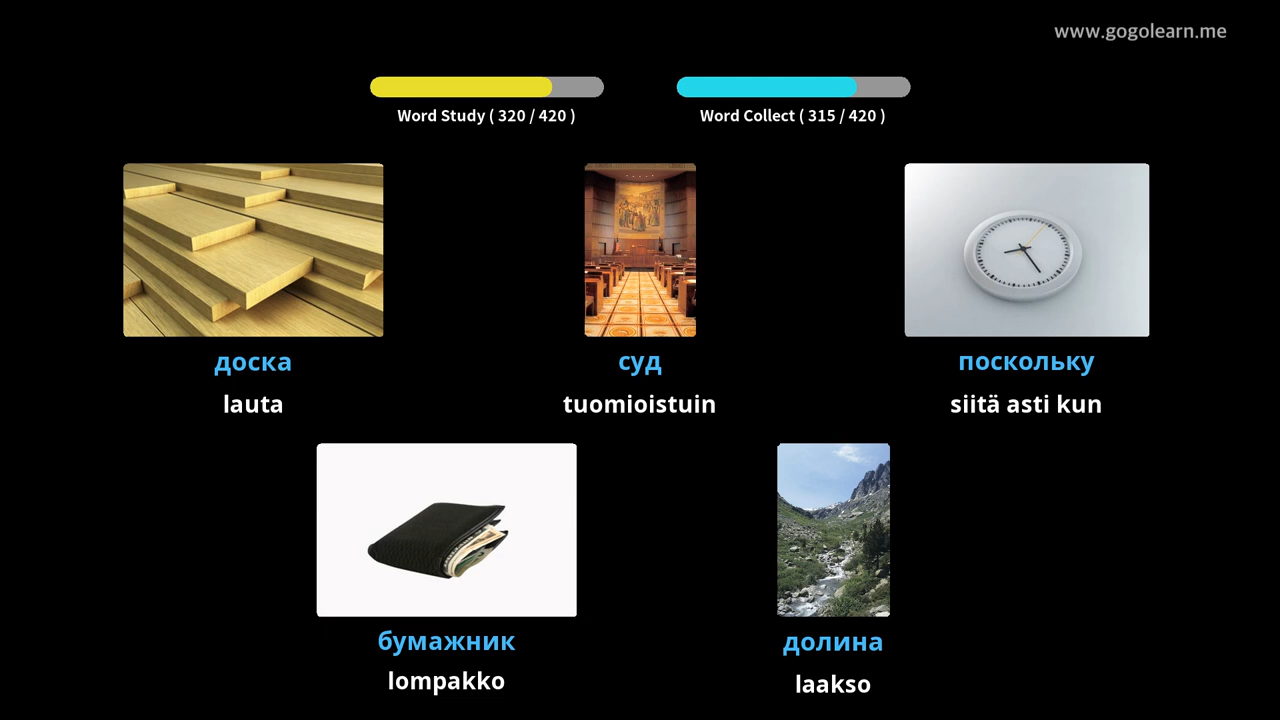 www.gogolearn.me
Word Study ( 320 / 420 )
Word Collect ( 315 / 420 )
доска
суд
поскольку
lauta
tuomioistuin
siitä asti kun
бумажник
долина
lompakko
laakso